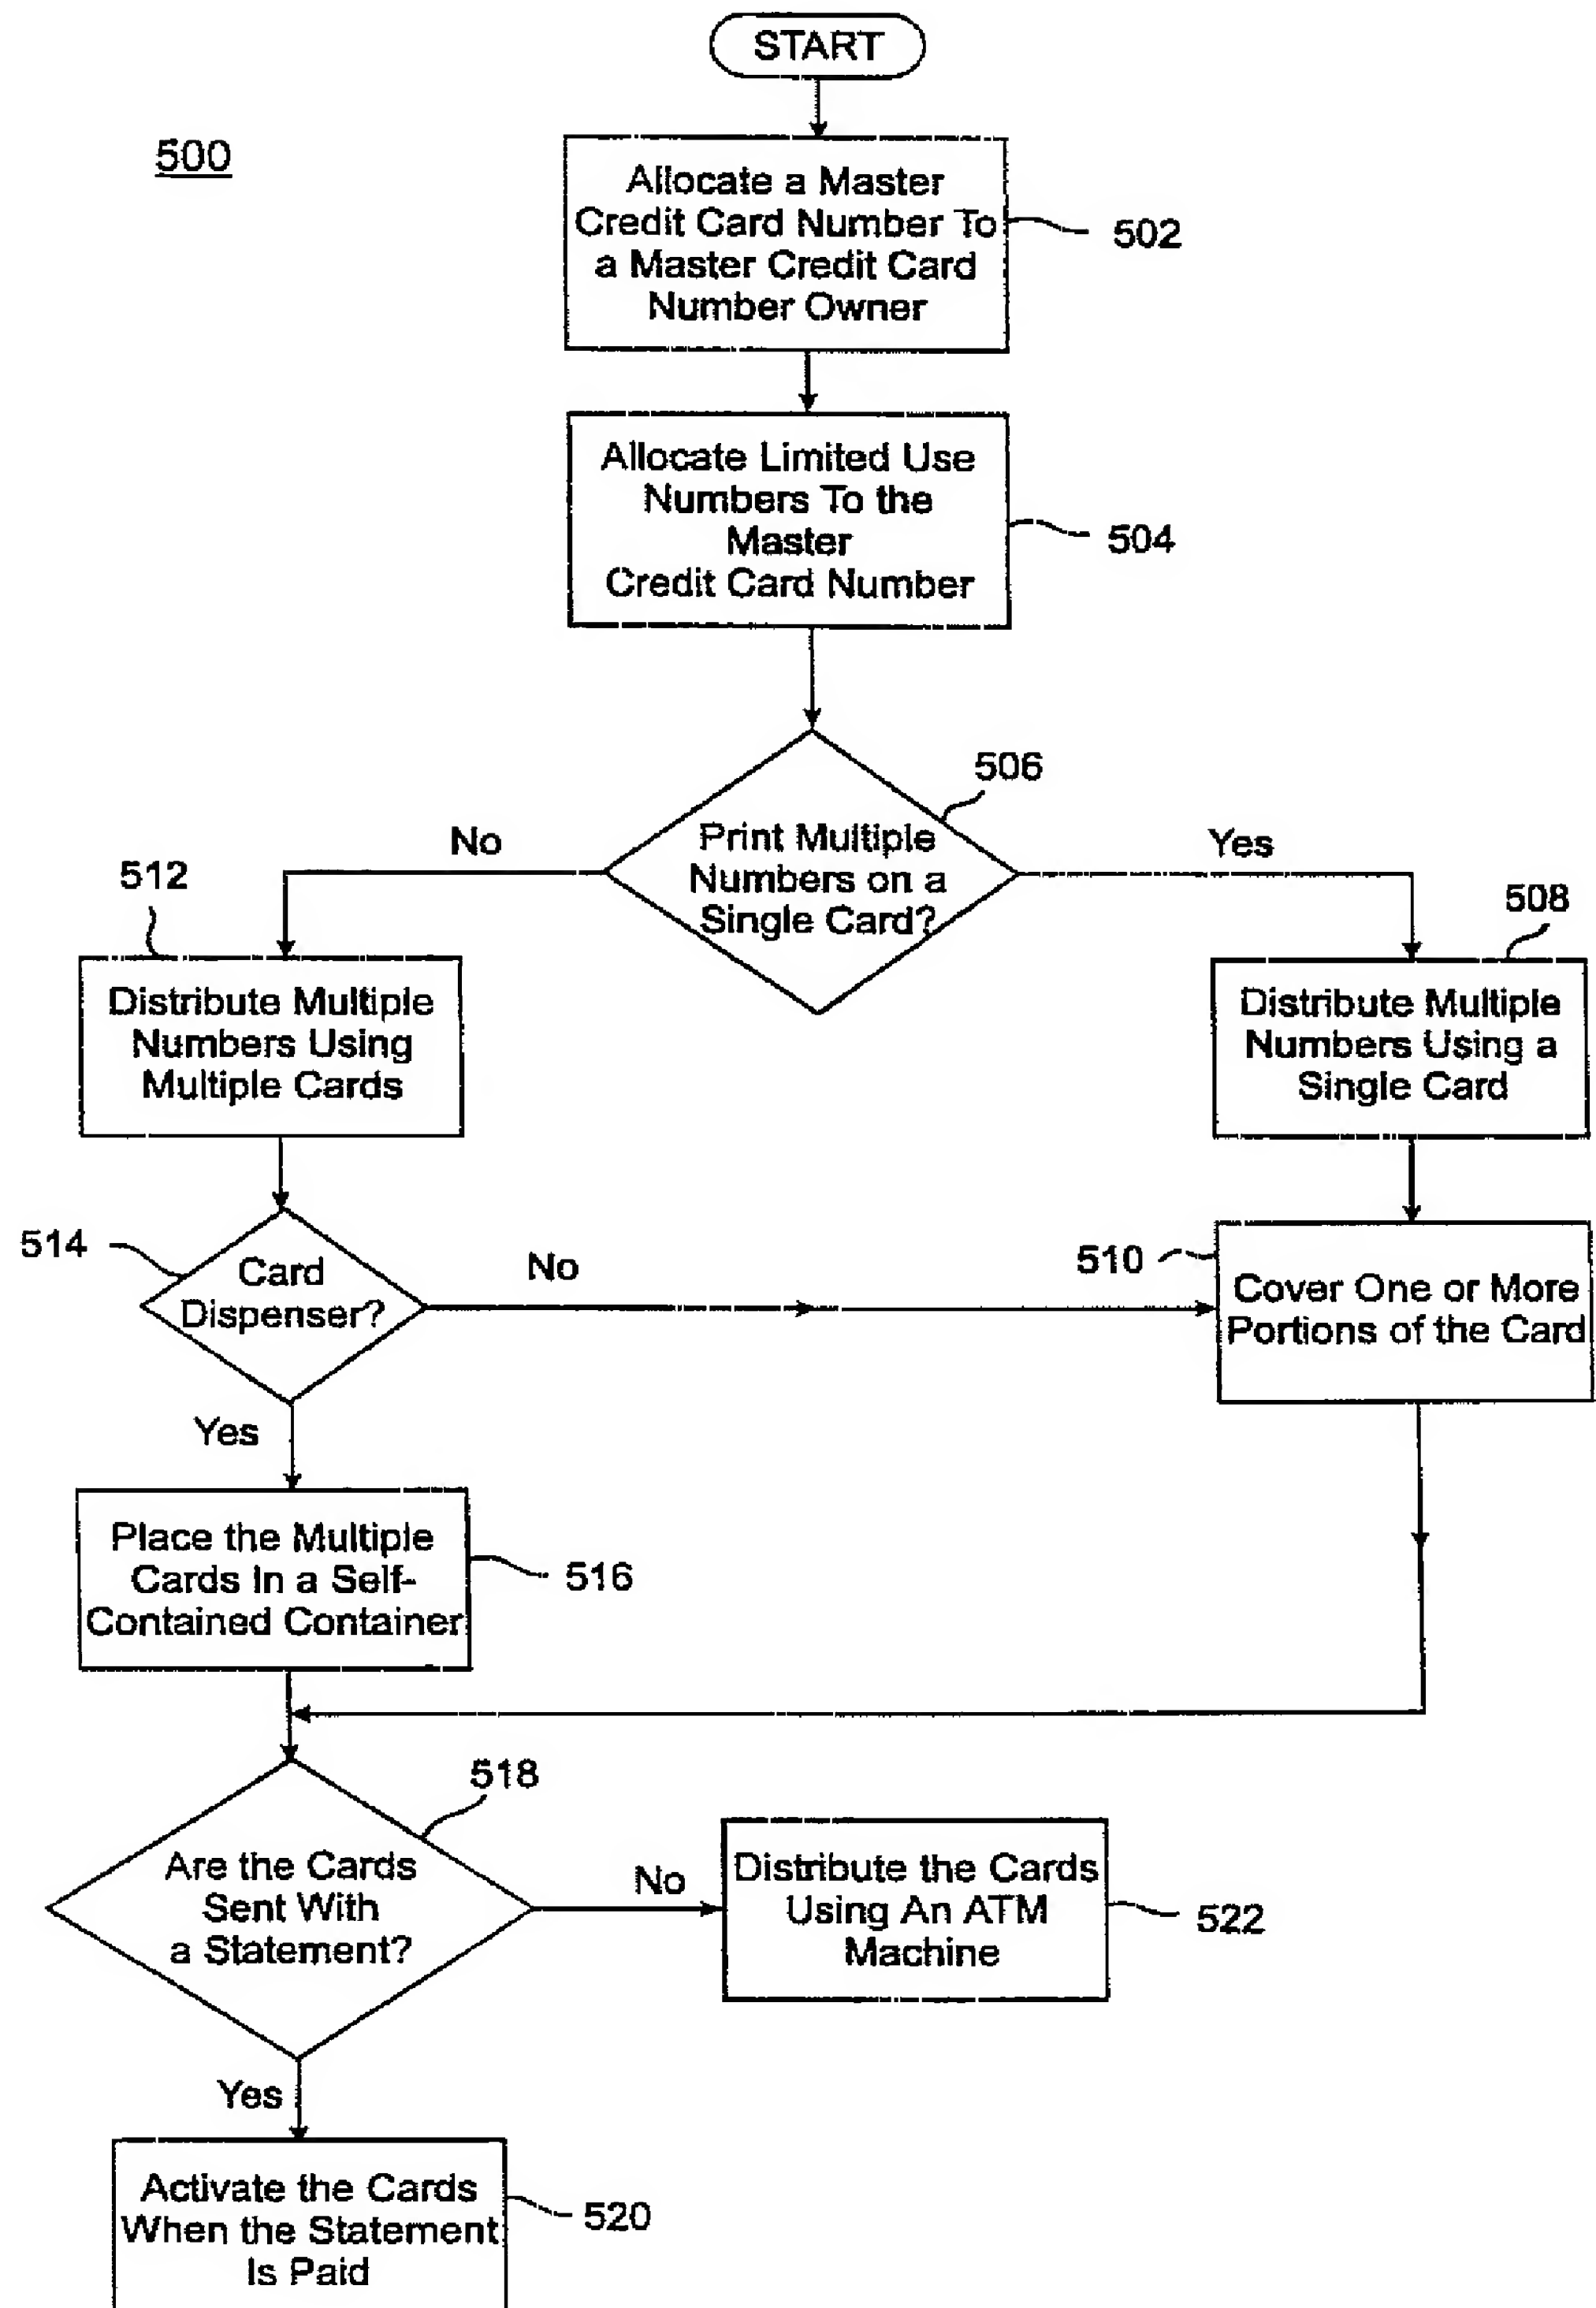 START
500
Allocate a Master
Credit Card Number To
a Master Credit Card
Number Owner
502
Allocate Limited Use
Numbers To the
Master
Credit Card Number
504
506
Print Multiple
Numbers on a
Single Card?
No
Yes
512
508
Distribute Multiple
Numbers Using
Multiple Cards
Distribute Multiple
Numbers Using a
Single Card
514
Card
Dispenser?
No
510
Cover One or More
Portions of the Card
Yes
Place the Multiple
Cards In a Self-
Contained Container
516
518
Are the Cards
Sent With
a Statement?
No
Distribute the Cards
Using An ATM
Machine
522
Yes
Activate the Cards
When the Statement
Is Paid
520